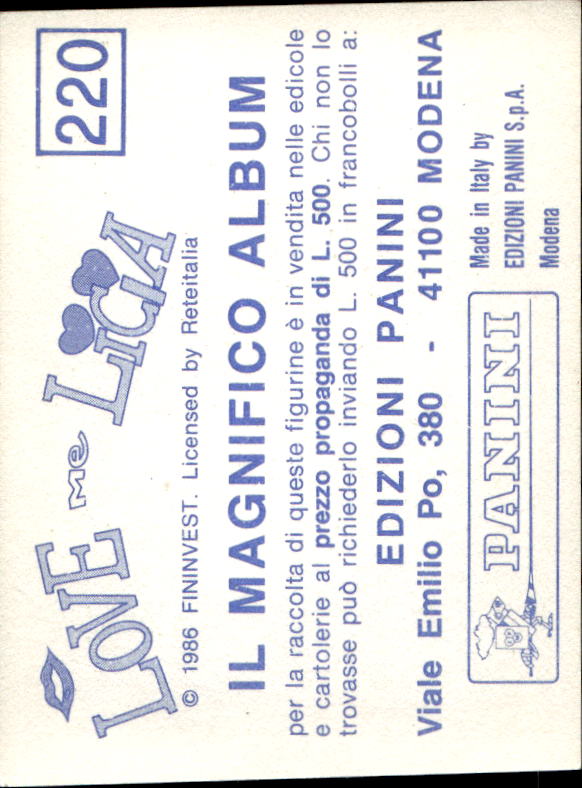 LOVE me LICIA
220
© 1986 FININVEST. Licensed by Reteitalia
IL MAGNIFICO ALBUM
per la raccolta di queste figurine è in vendita nelle edicole
e cartolerie al prezzo propaganda di L. 500. Chi non lo
trovasse può richiederlo inviando L. 500 in francobolli a:
EDIZIONI PANINI
Viale Emilio Po, 380 - 41100 MODENA
PANINI
Made in Italy by
EDIZIONI PANINI S.p.A.
Modena